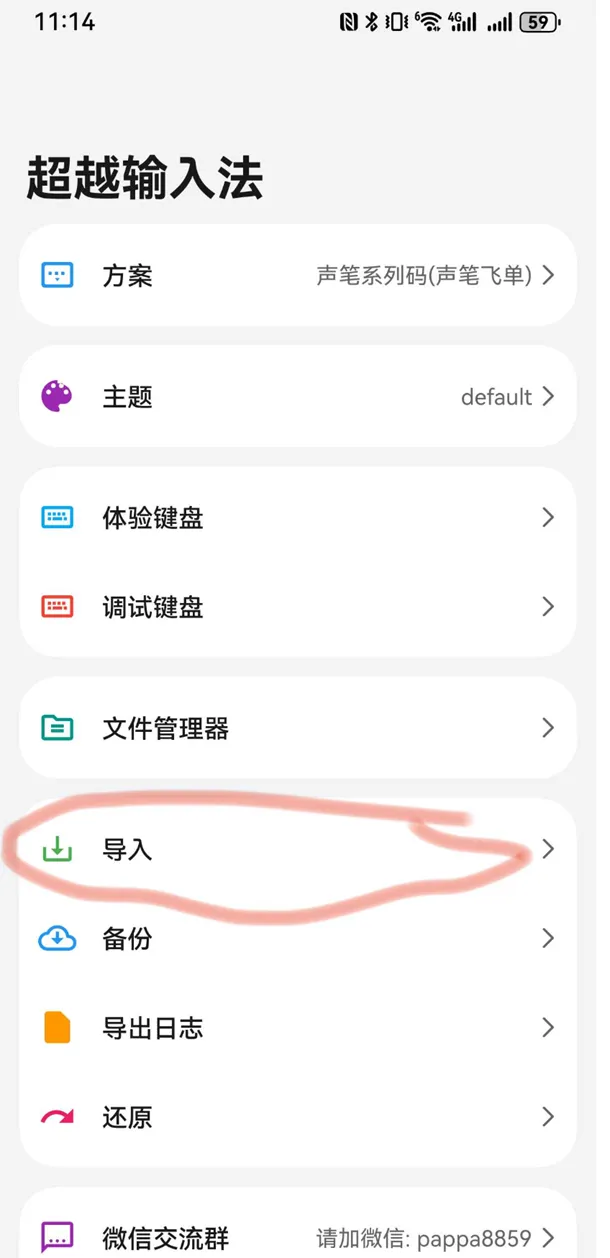 11:14
6 4G 59
超越输入法
方案 声笔系列码(声笔飞单)
主题 default
体验键盘
调试键盘
文件管理器
导入
备份
导出日志
还原
微信交流群 请加微信: pappa8859